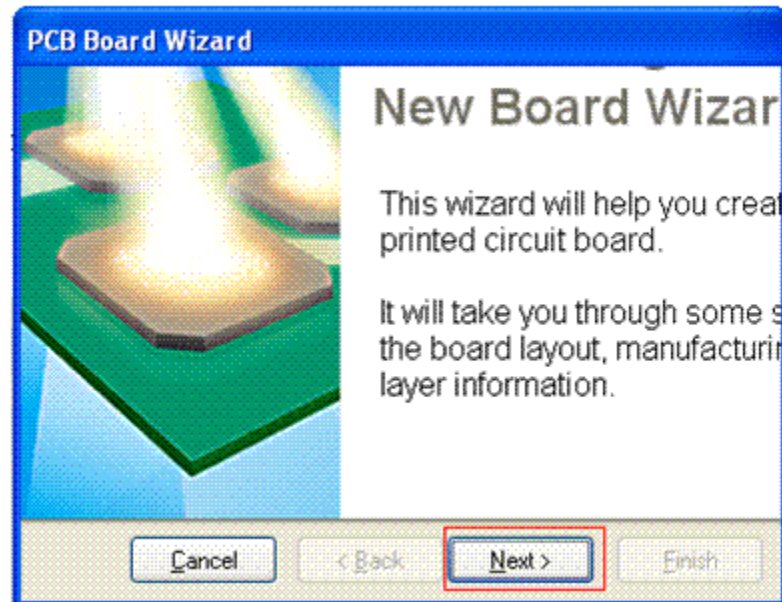 PCB Board Wizard
New Board Wizar
This wizard will help you creat
printed circuit board.
It will take you through some s
the board layout, manufacturin
layer information.
Cancel
< Back
Next >
Finish